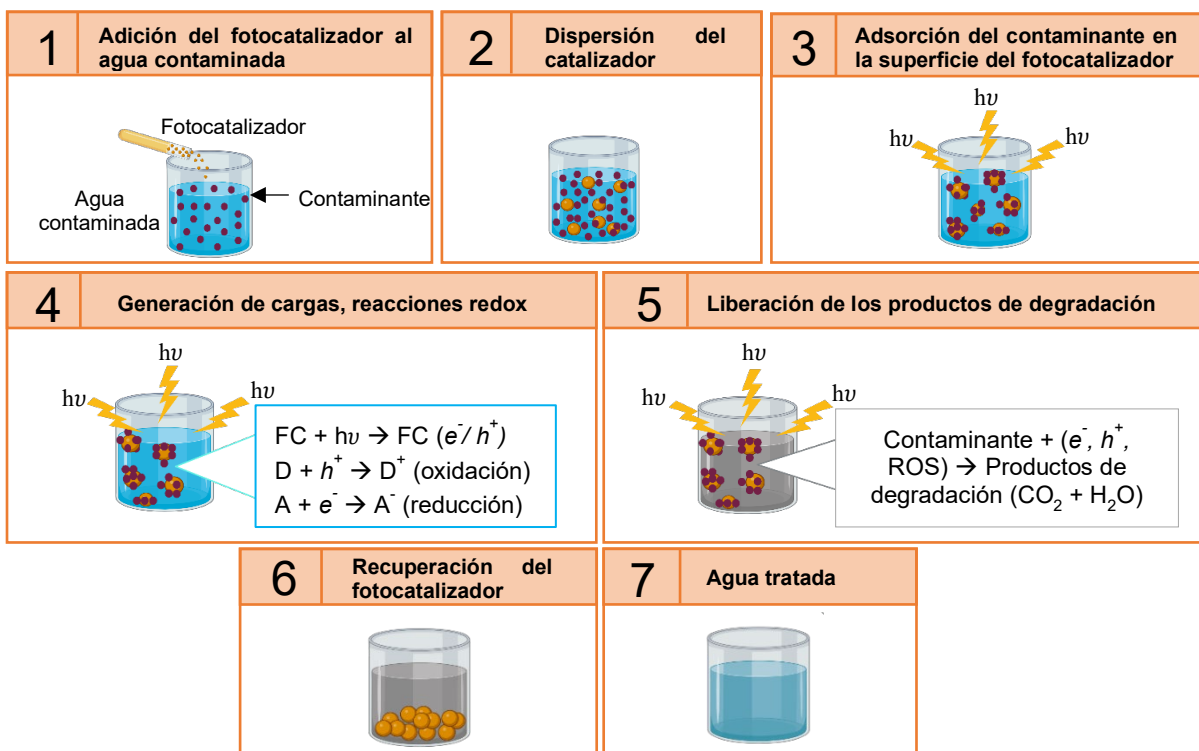 1
Adición del fotocatalizador al
agua contaminada
Fotocatalizador
Agua
contaminada
Contaminante
2
Dispersión del
catalizador
3
Adsorción del contaminante en
la superficie del fotocatalizador
hυ
hυ
hυ
4
Generación de cargas, reacciones redox
hυ
hυ
hυ
FC + hυ → FC (e⁻/ h⁺)
D + h⁺ → D⁺ (oxidación)
A + e⁻ → A⁻ (reducción)
5
Liberación de los productos de degradación
hυ
hυ
hυ
Contaminante + (e⁻, h⁺,
ROS) → Productos de
degradación (CO₂ + H₂O)
6
Recuperación del
fotocatalizador
7
Agua tratada